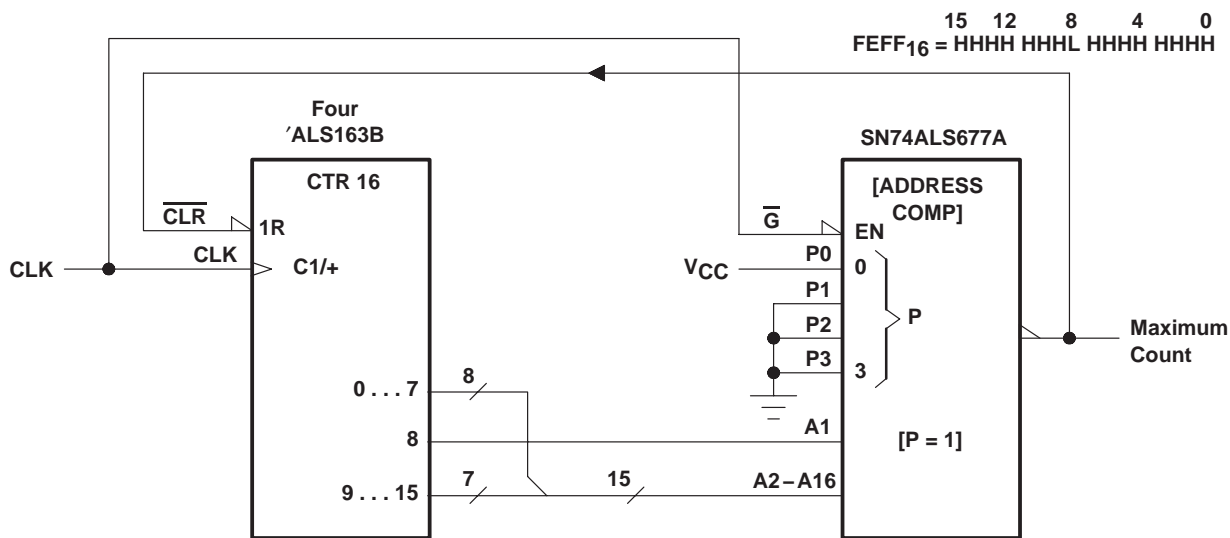 15 12 8 4 0
FEFF16 = HHHH HHHL HHHH HHHH
Four
′ALS163B
SN74ALS677A
CTR 16
[ADDRESS
COMP]
CLR
1R
G
EN
CLK
CLK
C1/+
VCC
P0
0
P1
P2
P
P3
3
Maximum
Count
0 . . . 7
8
8
A1
[P = 1]
9 . . . 15
7
15
A2–A16